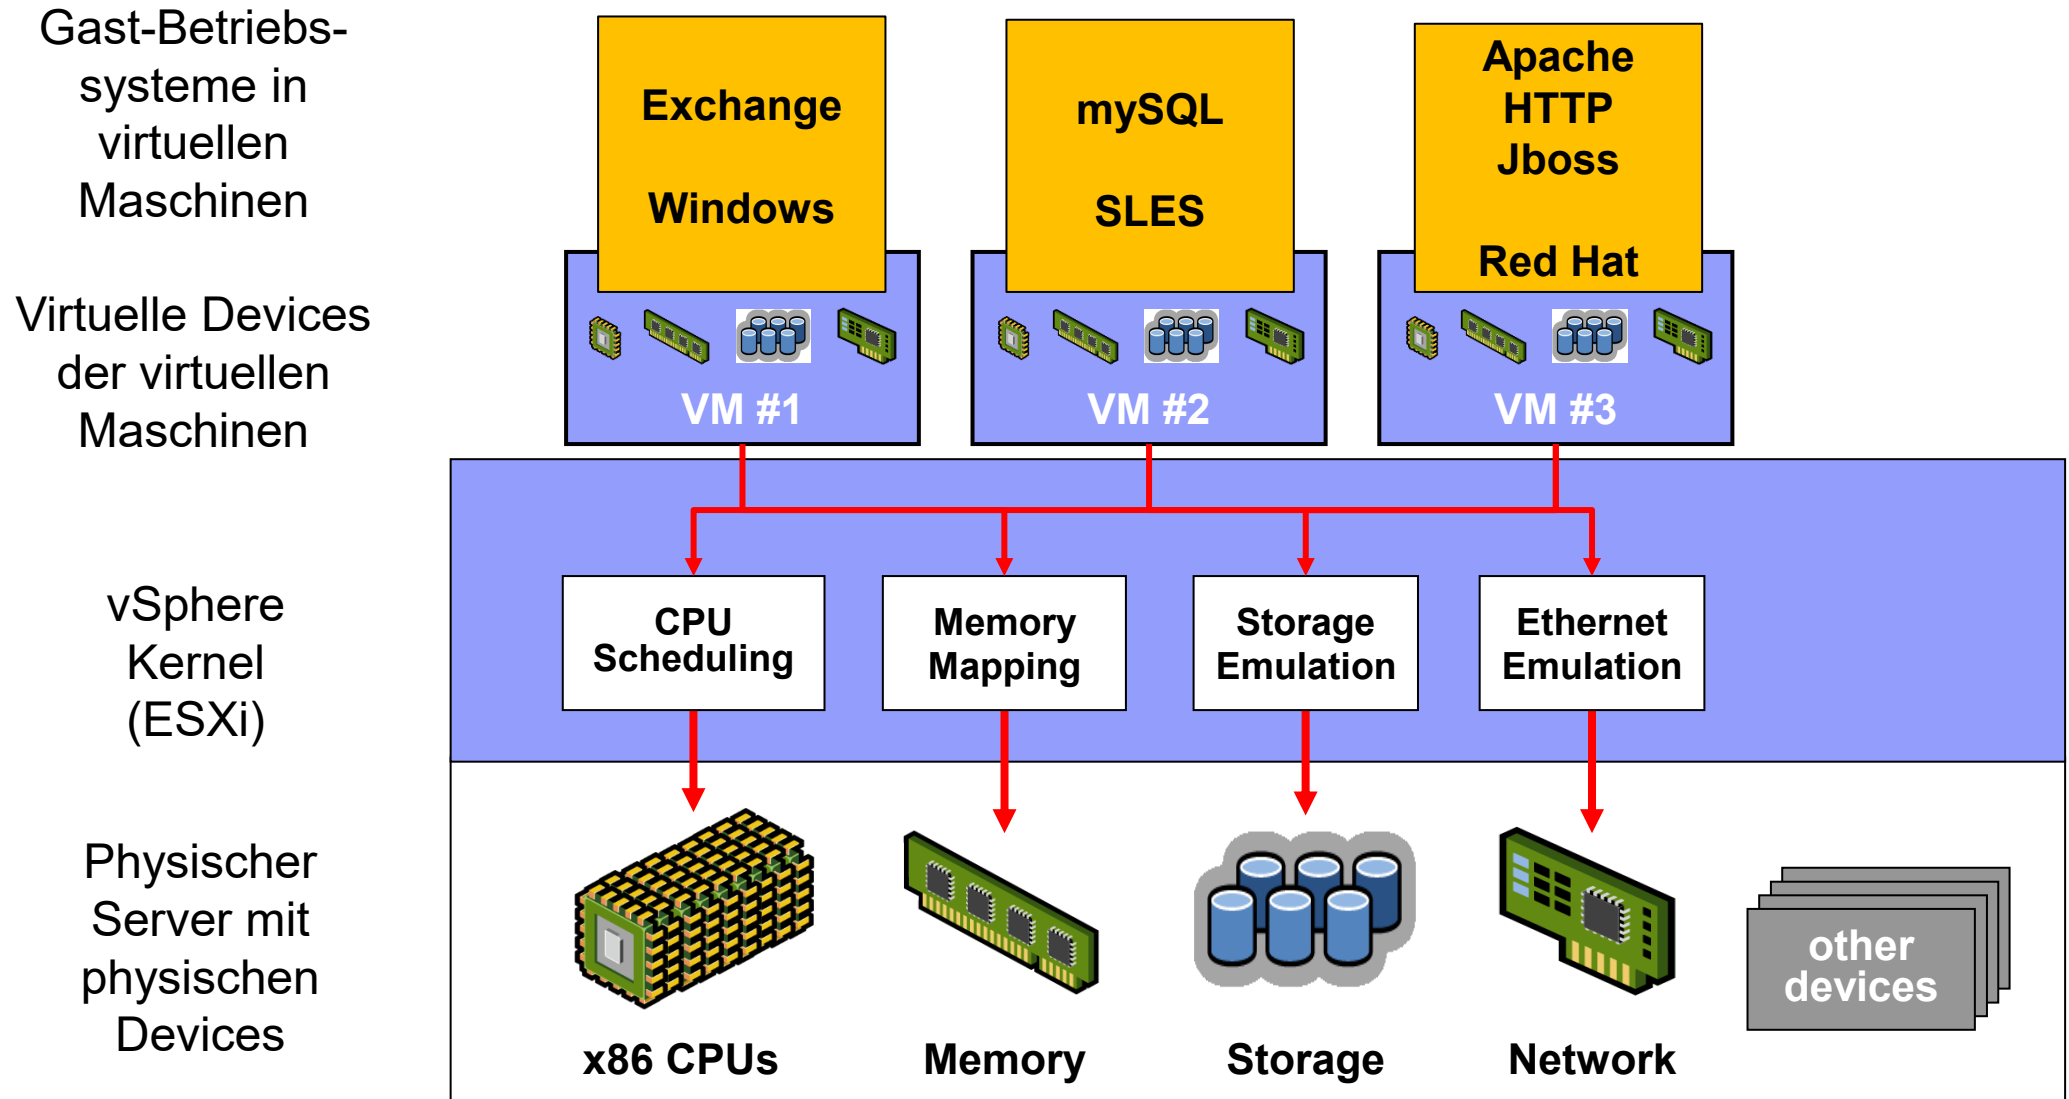 Gast-Betriebs-
systeme in
virtuellen
Maschinen
Exchange
Windows
mySQL
SLES
Apache
HTTP
Jboss
Red Hat
Virtuelle Devices
der virtuellen
Maschinen
VM #1
VM #2
VM #3
vSphere
Kernel
(ESXi)
CPU
Scheduling
Memory
Mapping
Storage
Emulation
Ethernet
Emulation
Physischer
Server mit
physischen
Devices
x86 CPUs
Memory
Storage
Network
other
devices